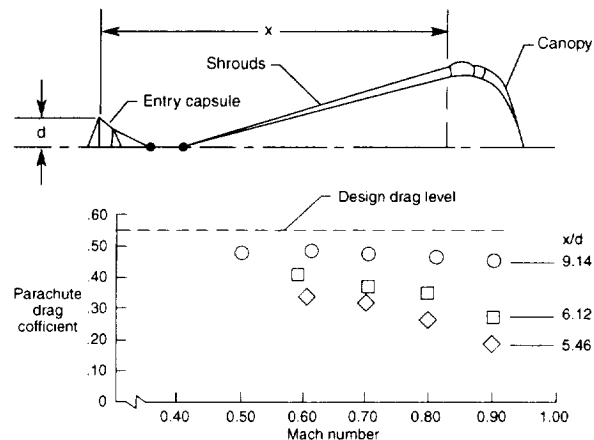 x
Canopy
Shrouds
Entry capsule
d
Design drag level
.60
.50
.40
.30
.20
.10
0
Parachute
drag
cofficient
x/d
9.14
6.12
5.46
0.40 0.50 0.60 0.70 0.80 0.90 1.00
Mach number